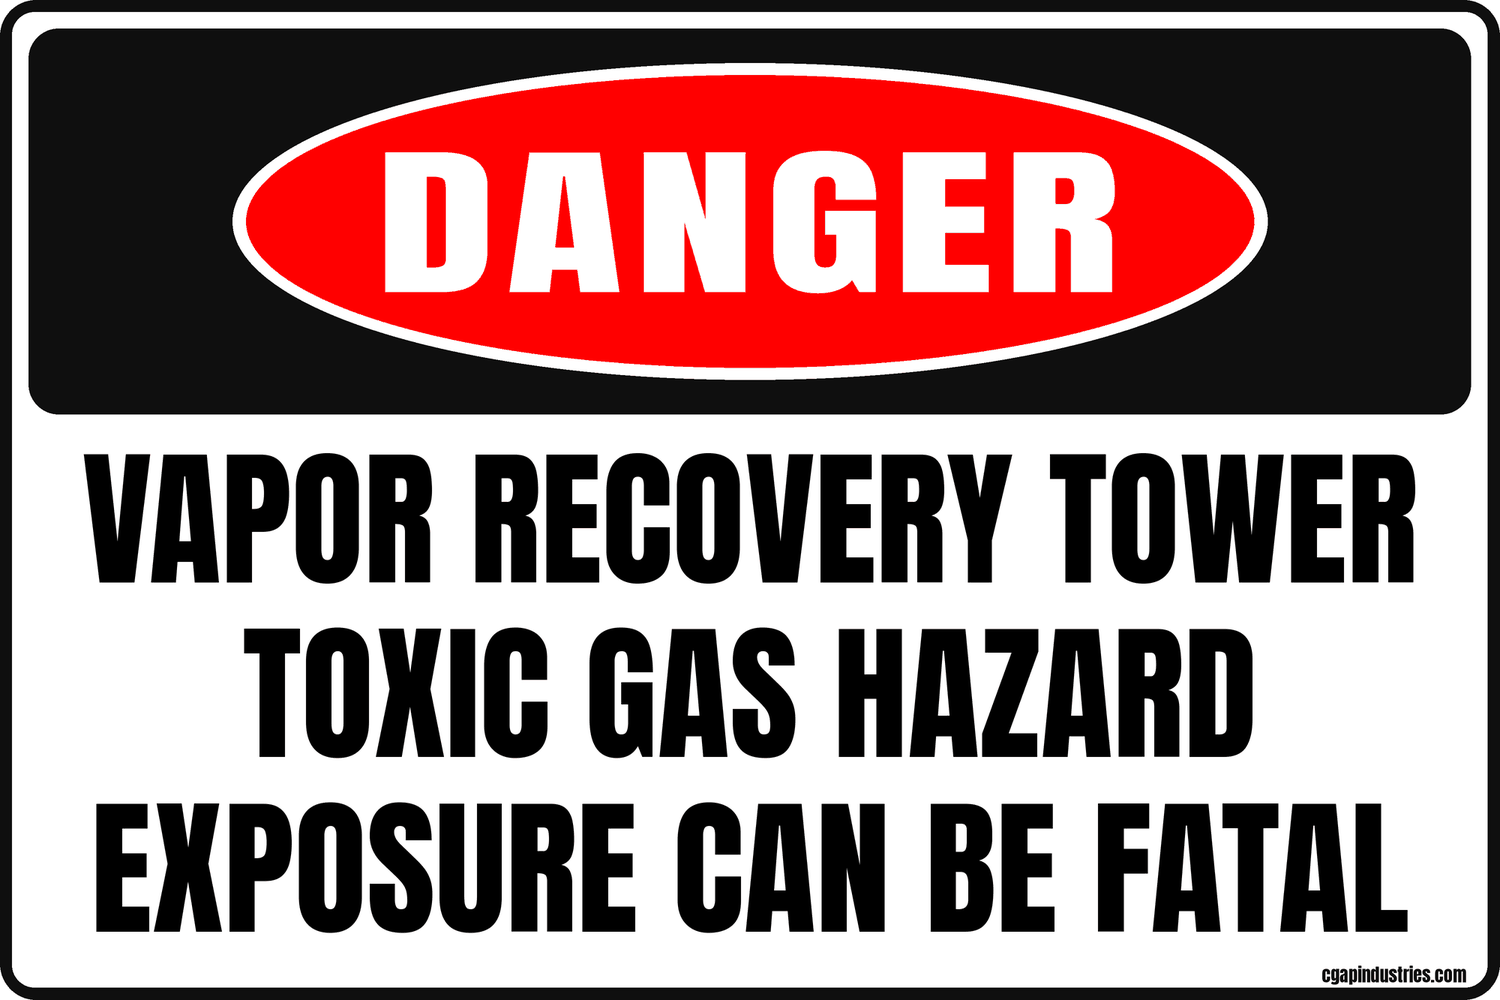 DANGER
VAPOR RECOVERY TOWER
TOXIC GAS HAZARD
EXPOSURE CAN BE FATAL
cgapindustries.com